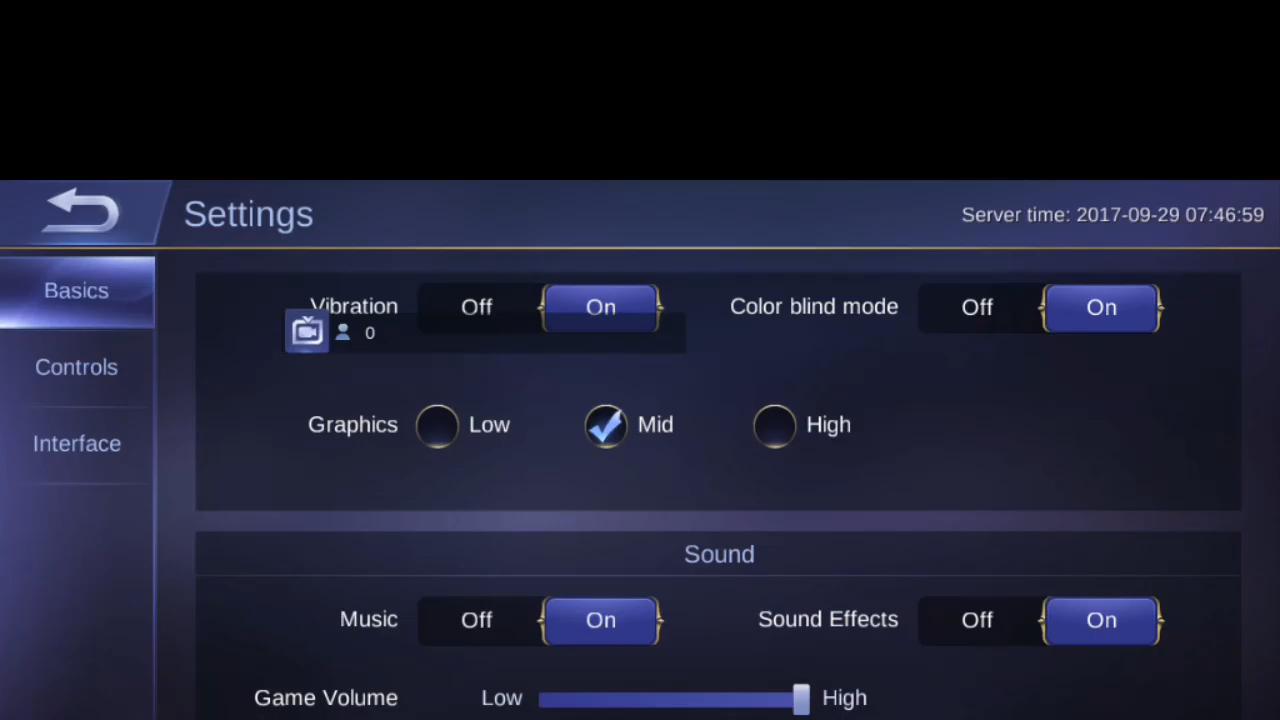 Settings
Server time: 2017-09-29 07:46:59
Basics
Controls
Interface
Vibration Off On Color blind mode Off On
0
Graphics Low Mid High
Sound
Music Off On Sound Effects Off On
Game Volume Low High